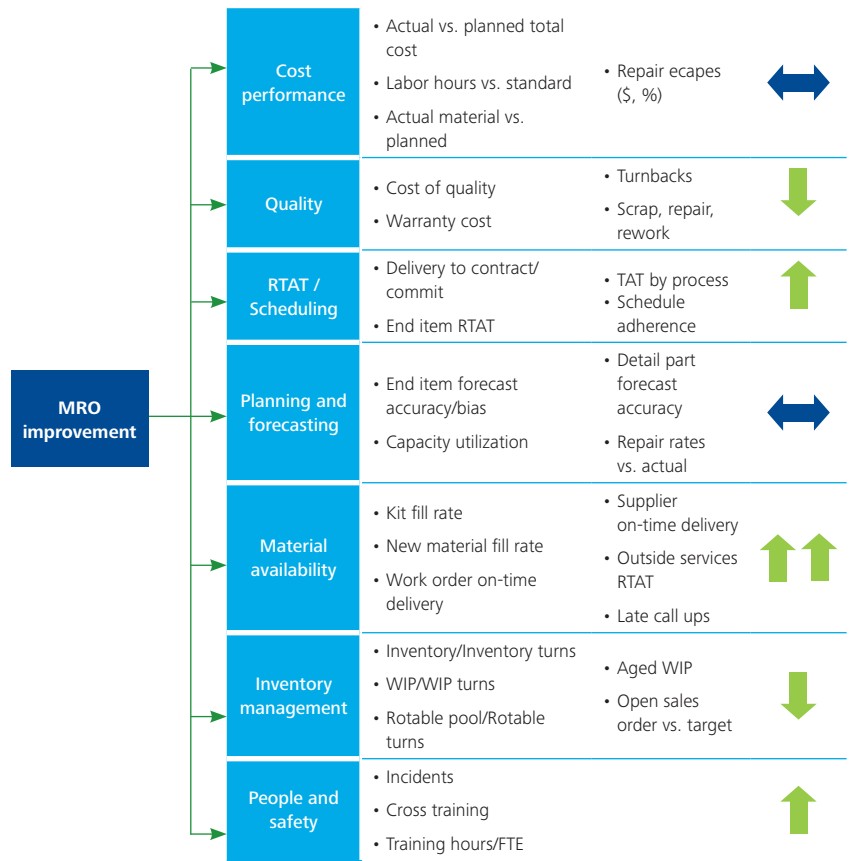 MRO
improvement
Cost
performance
• Actual vs. planned total
cost
• Labor hours vs. standard
• Actual material vs.
planned
• Repair ecapes
($, %)
Quality
• Cost of quality
• Warranty cost
• Turnbacks
• Scrap, repair,
rework
RTAT /
Scheduling
• Delivery to contract/
commit
• End item RTAT
• TAT by process
• Schedule
adherence
Planning and
forecasting
• End item forecast
accuracy/bias
• Capacity utilization
• Detail part
forecast
accuracy
• Repair rates
vs. actual
Material
availability
• Kit fill rate
• New material fill rate
• Work order on-time
delivery
• Supplier
on-time delivery
• Outside services
RTAT
• Late call ups
Inventory
management
• Inventory/Inventory turns
• WIP/WIP turns
• Rotable pool/Rotable
turns
• Aged WIP
• Open sales
order vs. target
People and
safety
• Incidents
• Cross training
• Training hours/FTE